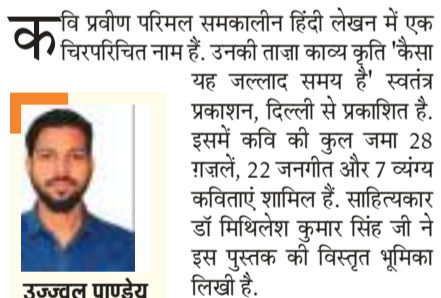 कवि प्रवीण परिमल समकालीन हिंदी लेखन में एक
चिरपरिचित नाम हैं. उनकी ताज़ा काव्य कृति 'कैसा
यह जल्लाद समय है' स्वतंत्र
प्रकाशन, दिल्ली से प्रकाशित है.
इसमें कवि की कुल जमा 28
ग़जलें, 22 जनगीत और 7 व्यंग्य
कविताएं शामिल हैं. साहित्यकार
डॉ मिथिलेश कुमार सिंह जी ने
इस पुस्तक की विस्तृत भूमिका
लिखी है.
उज्ज्वल पाण्डेय